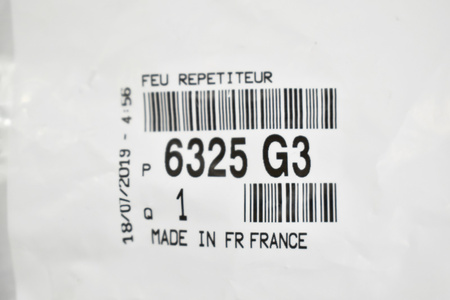 FEU REPETITEUR
P 6325 G3
Q 1
MADE IN FR FRANCE
18/07/2019 - 4:56